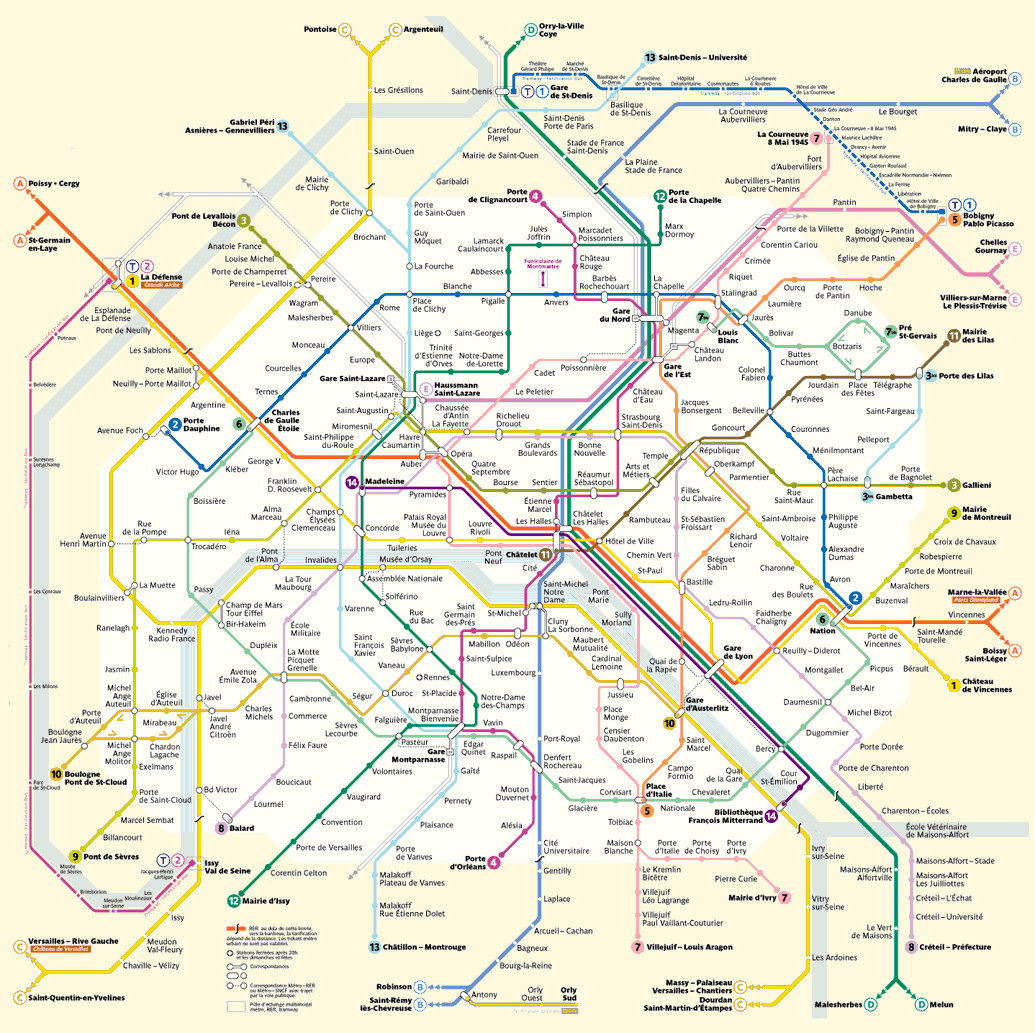 Pontoise
C
C
Argenteuil
D
Orry-la-Ville
Coye
13
Saint-Denis – Université
Aéroport
Charles de Gaulle
B
Mitry – Claye
B
Les Grésillons
Saint-Denis
T
1
Gare
de St-Denis
Théâtre
Gérard Philipe
Marché
de St-Denis
Basilique de
St-Denis
Cimetière
de St-Denis
Hôpital
Delafontaine
Cosmonautes
La Courneuve
6 Routes
Hôtel de Ville
de La Courneuve
Stade Géo André
Danton
La Courneuve – 8 Mai 1945
Maurice Lachâtre
Drancy – Avenir
Hôpital Avicenne
Gaston Roulaud
Escadrille Normandie – Niémen
La Ferme
Libération
Hôtel de Ville
de Bobigny
T
1
5
Bobigny
Pablo Picasso
Basilique
de St-Denis
Saint-Denis
Porte de Paris
La Courneuve
Aubervilliers
Le Bourget
Gabriel Péri
Asnières – Gennevilliers
13
Saint-Ouen
Carrefour
Pleyel
Mairie de Saint-Ouen
Stade de France
Saint-Denis
La Plaine
Stade de France
La Courneuve
8 Mai 1945
7
Fort
d'Aubervilliers
Aubervilliers – Pantin
Quatre Chemins
A
Poissy – Cergy
A
St-Germain
en-Laye
Mairie
de Clichy
Garibaldi
Porte
de Clichy
Porte
de Saint-Ouen
Porte
de Clignancourt
4
Simplon
12
Porte
de la Chapelle
Marx
Dormoy
Pantin
Porte de la Villette
Corentin Cariou
Bobigny – Pantin
Raymond Queneau
Église de Pantin
Chelles
Gournay
E
Villiers-sur-Marne
Le Plessis-Trévise
E
Pont de Levallois
Bécon
3
Anatole France
Louise Michel
Porte de Champerret
Pereire – Levallois
Pereire
Brochant
Guy
Môquet
La Fourche
Jules
Joffrin
Lamarck
Caulaincourt
Marcadet
Poissonniers
Abbesses
Funiculaire de
Montmartre
Château
Rouge
Barbès
Rochechouart
La
Chapelle
Crimée
Riquet
Stalingrad
Ourcq
Laumière
Porte
de Pantin
Hoche
T
2
1
La Défense
Grande Arche
Esplanade
de La Défense
Pont de Neuilly
Les Sablons
Porte Maillot
Neuilly – Porte Maillot
Puteaux
Belvédère
Suresnes
Longchamp
Les Coteaux
Les Milons
Parc
de St-Cloud
Musée
de Sèvres
Brimborion
Meudon
sur-Seine
Les
Moulineaux
Jacques-Henri
Lartigue
T
2
Issy
Val de Seine
Wagram
Malesherbes
Villiers
Rome
Place
de Clichy
Blanche
Pigalle
Anvers
Monceau
Courcelles
Ternes
Europe
Liège
Saint-Georges
Trinité
d'Estienne
d'Orves
Notre-Dame-
de-Lorette
Gare
du Nord
Magenta
Gare
de l'Est
Château
Landon
7bis
Louis
Blanc
Jaurès
Bolivar
Buttes
Chaumont
Danube
Botzaris
7bis
Pré
St-Gervais
Place
des Fêtes
Jourdain
Télégraphe
11
Mairie
des Lilas
3bis
Porte des Lilas
Saint-Fargeau
Pelleport
3bis
Gambetta
Porte
de Bagnolet
3
Gallieni
Colonel
Fabien
Belleville
Pyrénées
Couronnes
Ménilmontant
Père
Lachaise
Philippe
Auguste
Alexandre
Dumas
Avron
Argentine
2
Porte
Dauphine
Avenue Foch
Victor Hugo
6
Charles
de Gaulle
Étoile
Kléber
Boissière
Trocadéro
Gare Saint-Lazare
Saint-Lazare
Saint-Augustin
Miromesnil
Saint-Philippe
du-Roule
E
Haussmann
Saint-Lazare
Chaussée
d'Antin
La Fayette
Havre
Caumartin
Auber
Opéra
Cadet
Le Peletier
Poissonnière
Château
d'Eau
Richelieu
Drouot
Grands
Boulevards
Bonne
Nouvelle
Strasbourg
Saint-Denis
Jacques
Bonsergent
Goncourt
République
Oberkampf
Parmentier
Rue
Saint-Maur
Temple
Arts et
Métiers
Réaumur
Sébastopol
Quatre
Septembre
Bourse
Sentier
Étienne
Marcel
Les Halles
Châtelet
Les Halles
Rambuteau
Filles
du Calvaire
St-Sébastien
Froissart
Chemin Vert
Richard
Lenoir
Bréguet
Sabin
Saint-Ambroise
Voltaire
Charonne
Rue
des Boulets
9
Mairie
de Montreuil
Croix de Chavaux
Robespierre
Porte de Montreuil
Maraîchers
Buzenval
George V
Franklin
D. Roosevelt
Champs
Élysées
Clemenceau
Alma
Marceau
14
Madeleine
Pyramides
Concorde
Palais Royal
Musée du
Louvre
Louvre
Rivoli
Tuileries
Musée d'Orsay
Pont
Neuf
Châtelet
11
Hôtel de Ville
Cité
St-Paul
Bastille
Avenue
Henri Martin
Rue
de la Pompe
Iéna
Pont
de l'Alma
Invalides
Assemblée Nationale
Solférino
La Tour
Maubourg
École
Militaire
Varenne
Rue
du Bac
Saint
Germain
des-Prés
St-Michel
Saint-Michel
Notre
Dame
Pont
Marie
Sully
Morland
Cluny
La Sorbonne
Maubert
Mutualité
Cardinal
Lemoine
Ledru-Rollin
Faidherbe
Chaligny
2
6
Nation
Marne-la-Vallée
Parcs Disneyland
A
Boissy
Saint-Léger
A
Vincennes
Porte de
Vincennes
Saint-Mandé
Tourelle
Bérault
1
Château
de Vincennes
La Muette
Boulainvilliers
Passy
Ranelagh
Kennedy
Radio France
Champ de Mars
Tour Eiffel
Bir-Hakeim
Dupleix
La Motte
Picquet
Grenelle
Avenue
Émile Zola
Cambronne
Sèvres
Lecourbe
Commerce
Félix Faure
Boucicaut
Lourmel
8
Balard
Bd Victor
Saint
François
Xavier
Sèvres
Babylone
Vaneau
Ségur
Duroc
Rennes
Mabillon
Odéon
Saint-Sulpice
St-Placide
Luxembourg
Notre-Dame
des-Champs
Montparnasse
Bienvenüe
Falguière
Pasteur
Gare
Montparnasse
Vavin
Edgar
Quinet
Raspail
Port-Royal
Denfert
Rochereau
Gaîté
Pernety
Plaisance
Mouton
Duvernet
Alésia
Porte
d'Orléans
4
Saint-Jacques
Glacière
Corvisart
Place
d'Italie
5
Nationale
Chevaleret
Jussieu
Place
Monge
Censier
Daubenton
Les
Gobelins
Campo
Formio
Saint
Marcel
Gare
d'Austerlitz
10
Quai de
la Rapée
Gare
de Lyon
Reuilly – Diderot
Montgallet
Picpus
Bel-Air
Daumesnil
Michel Bizot
Dugommier
Porte Dorée
Porte de Charenton
Liberté
Charenton – Écoles
École Vétérinaire
de Maisons-Alfort
Maisons-Alfort – Stade
Maisons-Alfort
Les Juilliottes
Créteil – L'Échat
Créteil – Université
8
Créteil – Préfecture
Bercy
Cour
St-Émilion
Quai
de la Gare
Bibliothèque
François Mitterrand
14
Jasmin
Michel
Ange
Auteuil
Église
d'Auteuil
Porte
d'Auteuil
Mirabeau
Javel
Javel
André
Citroën
Charles
Michels
Boulogne
Jean Jaurès
10
Boulogne
Pont de St-Cloud
Michel
Ange
Molitor
Chardon
Lagache
Exelmans
Porte
de Saint-Cloud
Marcel Sembat
Billancourt
9
Pont de Sèvres
Volontaires
Vaugirard
Convention
Porte de Versailles
Corentin Celton
12
Mairie d'Issy
Porte
de Vanves
Malakoff
Plateau de Vanves
Malakoff
Rue Étienne Dolet
13
Châtillon – Montrouge
Cité
Universitaire
Gentilly
Laplace
Arcueil – Cachan
Bagneux
Bourg-la-Reine
Robinson
B
Saint-Rémy
lès-Chevreuse
B
Antony
Orly
Ouest
Orly
Sud
Tolbiac
Maison
Blanche
Porte
d'Italie
Porte
de Choisy
Porte
d'Ivry
Pierre Curie
Mairie d'Ivry
7
Le Kremlin
Bicêtre
Villejuif
Léo Lagrange
Villejuif
Paul Vaillant-Couturier
7
Villejuif – Louis Aragon
Ivry
sur-Seine
Vitry
sur-Seine
Les Ardoines
Maisons-Alfort
Alfortville
Le Vert
de Maisons
Massy – Palaiseau
Versailles – Chantiers
C
Dourdan
Saint-Martin-d'Étampes
C
Malesherbes
D
D
Melun
Issy
Meudon
Val-Fleury
Chaville – Vélizy
C
Versailles – Rive Gauche
Château de Versailles
C
Saint-Quentin-en-Yvelines
RER: au delà de cette limite,
vers la banlieue, la tarification
dépend de la distance. Les tickets métro
urbain ne sont pas valables.
Stations fermées après 20h
et les dimanches et fêtes
Correspondances
Correspondance Métro – RER
ou Métro – SNCF avec trajet
par la voie publique
Pôle d'échange multimodal
métro, RER, tramway